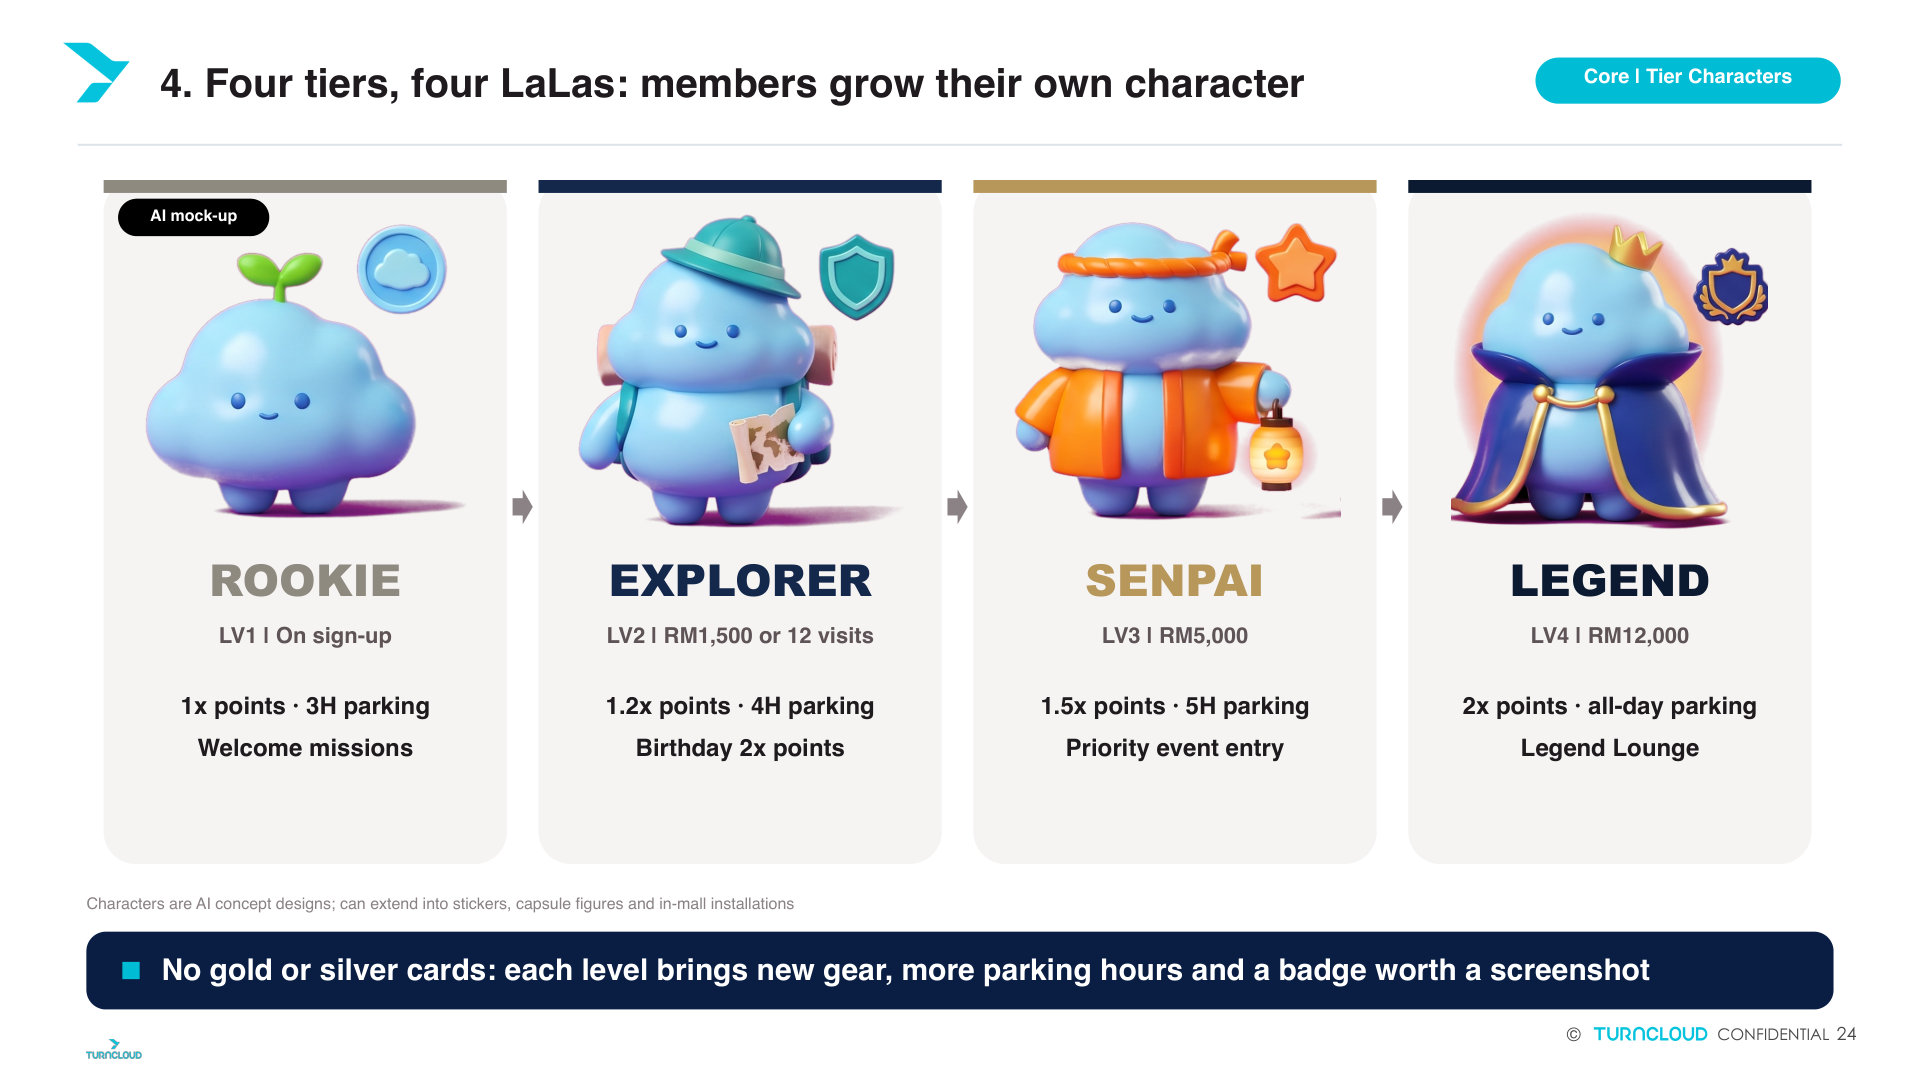 4. Four tiers, four LaLas: members grow their own character
Core | Tier Characters
AI mock-up
ROOKIE
LV1 | On sign-up
1x points · 3H parking
Welcome missions
EXPLORER
LV2 | RM1,500 or 12 visits
1.2x points · 4H parking
Birthday 2x points
SENPAI
LV3 | RM5,000
1.5x points · 5H parking
Priority event entry
LEGEND
LV4 | RM12,000
2x points · all-day parking
Legend Lounge
Characters are AI concept designs; can extend into stickers, capsule figures and in-mall installations
No gold or silver cards: each level brings new gear, more parking hours and a badge worth a screenshot
TURNCLOUD
© TURNCLOUD CONFIDENTIAL 24